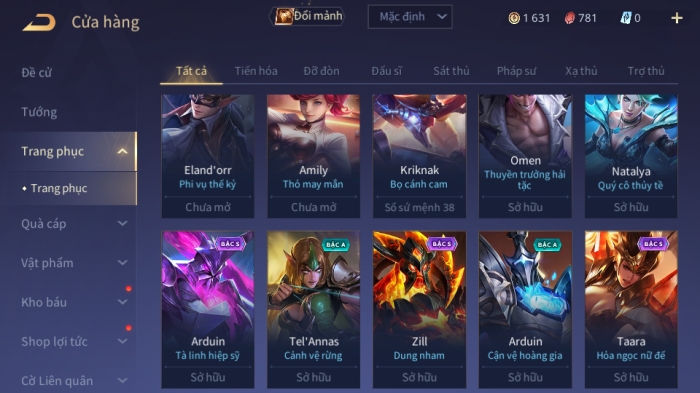 Cửa hàng
Đổi mảnh
Mặc định
1 631
781
0
Đề cử
Tướng
Trang phục
Trang phục
Quà cáp
Vật phẩm
Kho báu
Shop lợi tức
Cờ Liên quân
Tất cả
Tiến hóa
Đỡ đòn
Đấu sĩ
Sát thủ
Pháp sư
Xạ thủ
Trợ thủ
Eland'orr
Phi vụ thế kỷ
Chưa mở
Amily
Thỏ may mắn
Chưa mở
Kriknak
Bọ cánh cam
Sổ sứ mệnh 38
Omen
Thuyền trưởng hải
tặc
Sở hữu
Natalya
Quý cô thủy tề
Sở hữu
BẬC S
Arduin
Tà linh hiệp sỹ
Sở hữu
BẬC A
Tel'Annas
Cảnh vệ rừng
Sở hữu
BẬC S
Zill
Dung nham
Sở hữu
BẬC A
Arduin
Cận vệ hoàng gia
Sở hữu
BẬC S
Taara
Hỏa ngọc nữ đế
Sở hữu